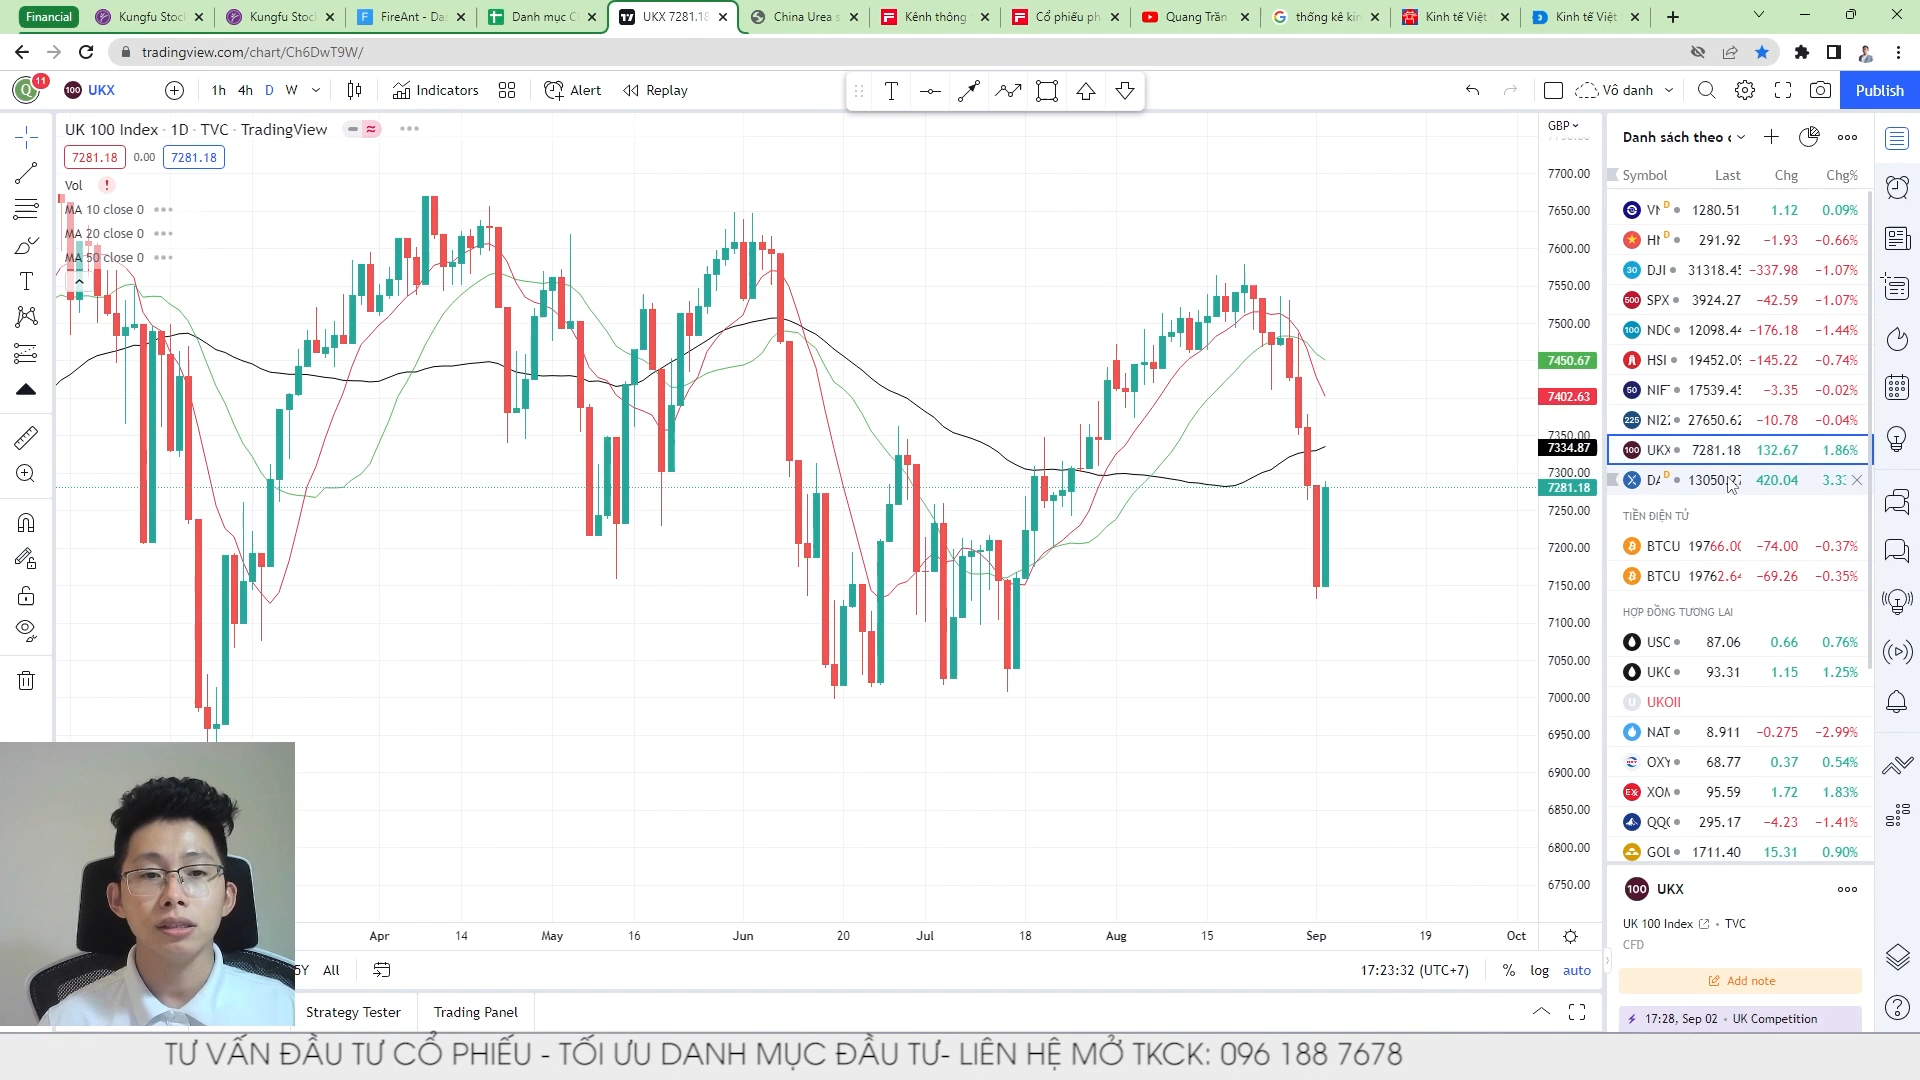 Financial
Kungfu Stoc
Kungfu Stoc
FireAnt - Da
Danh mục C
UKX 7281.18
China Urea s
Kênh thông
Cổ phiếu ph
Quang Trần
thống kê kin
Kinh tế Việt
Kinh tế Việt
tradingview.com/chart/Ch6DwT9W/
11
UKX
1h 4h D W
Indicators
Alert
Replay
Vô danh
Publish
UK 100 Index · 1D · TVC · TradingView
7281.18 0.00 7281.18
Vol
MA 10 close 0
MA 20 close 0
MA 50 close 0
GBP
7700.00
7650.00
7600.00
7550.00
7500.00
7450.67
7402.63
7350.00
7334.87
7300.00
7281.18
7250.00
7200.00
7150.00
7100.00
7050.00
7000.00
6950.00
6900.00
6850.00
6800.00
6750.00
Apr 14 May 16 Jun 20 Jul 18 Aug 15 Sep 19 Oct
5Y All
17:23:32 (UTC+7) % log auto
Strategy Tester Trading Panel
Danh sách theo
Symbol Last Chg Chg%
1280.51 1.12 0.09%
291.92 −1.93 −0.66%
DJI 31318.45 −337.98 −1.07%
SPX 3924.27 −42.59 −1.07%
NDC 12098.44 −176.18 −1.44%
HSI 19452.09 −145.22 −0.74%
NIF 17539.45 −3.35 −0.02%
NI22 27650.62 −10.78 −0.04%
UKX 7281.18 132.67 1.86%
420.04
TIỀN ĐIỆN TỬ
BTCU 19766.00 −74.00 −0.37%
BTCU 19762.64 −69.26 −0.35%
HỢP ĐỒNG TƯƠNG LAI
USC 87.06 0.66 0.76%
UKC 93.31 1.15 1.25%
UKOII
NAT 8.911 −0.275 −2.99%
OXY 68.77 0.37 0.54%
XOM 95.59 1.72 1.83%
QQQ 295.17 −4.23 −1.41%
GOL 1711.40 15.31 0.90%
UKX
UK 100 Index · TVC
CFD
Add note
17:28, Sep 02 · UK Competition
TƯ VẤN ĐẦU TƯ CỔ PHIẾU - TỐI ƯU DANH MỤC ĐẦU TƯ- LIÊN HỆ MỞ TKCK: 096 188 7678